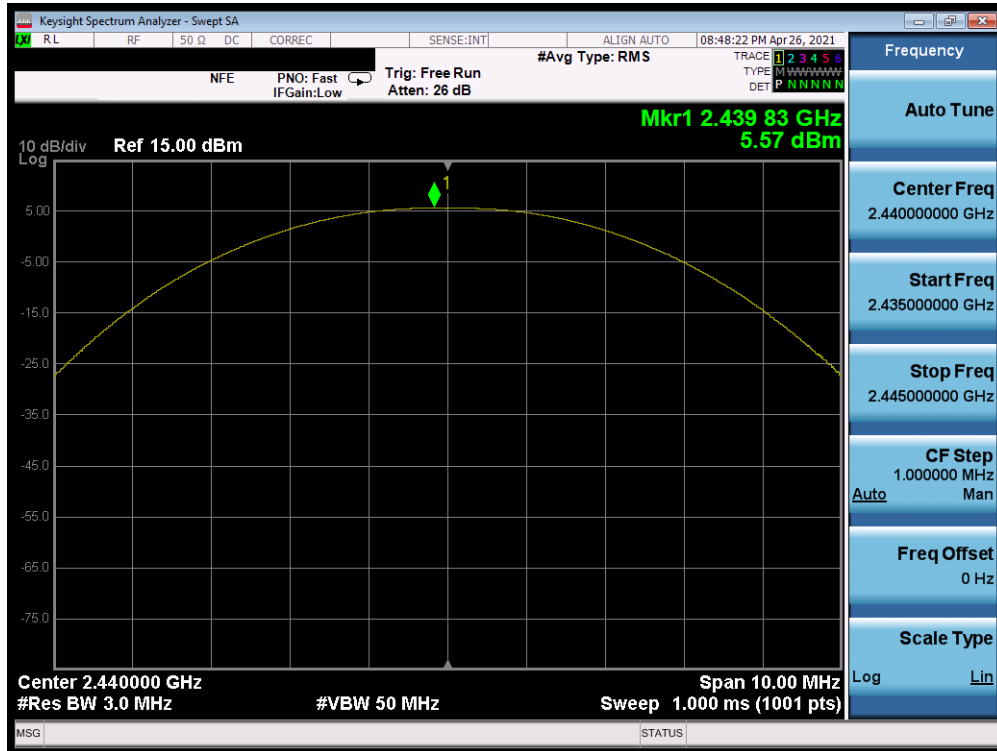 Keysight Spectrum Analyzer - Swept SA
LXI RL RF 50 Ω DC CORREC SENSE:INT ALIGN AUTO 08:48:22 PM Apr 26, 2021
NFE
PNO: Fast
IFGain:Low
Trig: Free Run
Atten: 26 dB
#Avg Type: RMS
TRACE 1 2 3 4 5 6
TYPE M WWWWW
DET P N N N N N
Mkr1 2.439 83 GHz
5.57 dBm
10 dB/div
Log
Ref 15.00 dBm
1
5.00
-5.00
-15.0
-25.0
-35.0
-45.0
-55.0
-65.0
-75.0
Center 2.440000 GHz
#Res BW 3.0 MHz
#VBW 50 MHz
Span 10.00 MHz
Sweep 1.000 ms (1001 pts)
MSG
STATUS
Frequency
Auto Tune
Center Freq
2.440000000 GHz
Start Freq
2.435000000 GHz
Stop Freq
2.445000000 GHz
CF Step
1.000000 MHz
Auto Man
Freq Offset
0 Hz
Scale Type
Log Lin